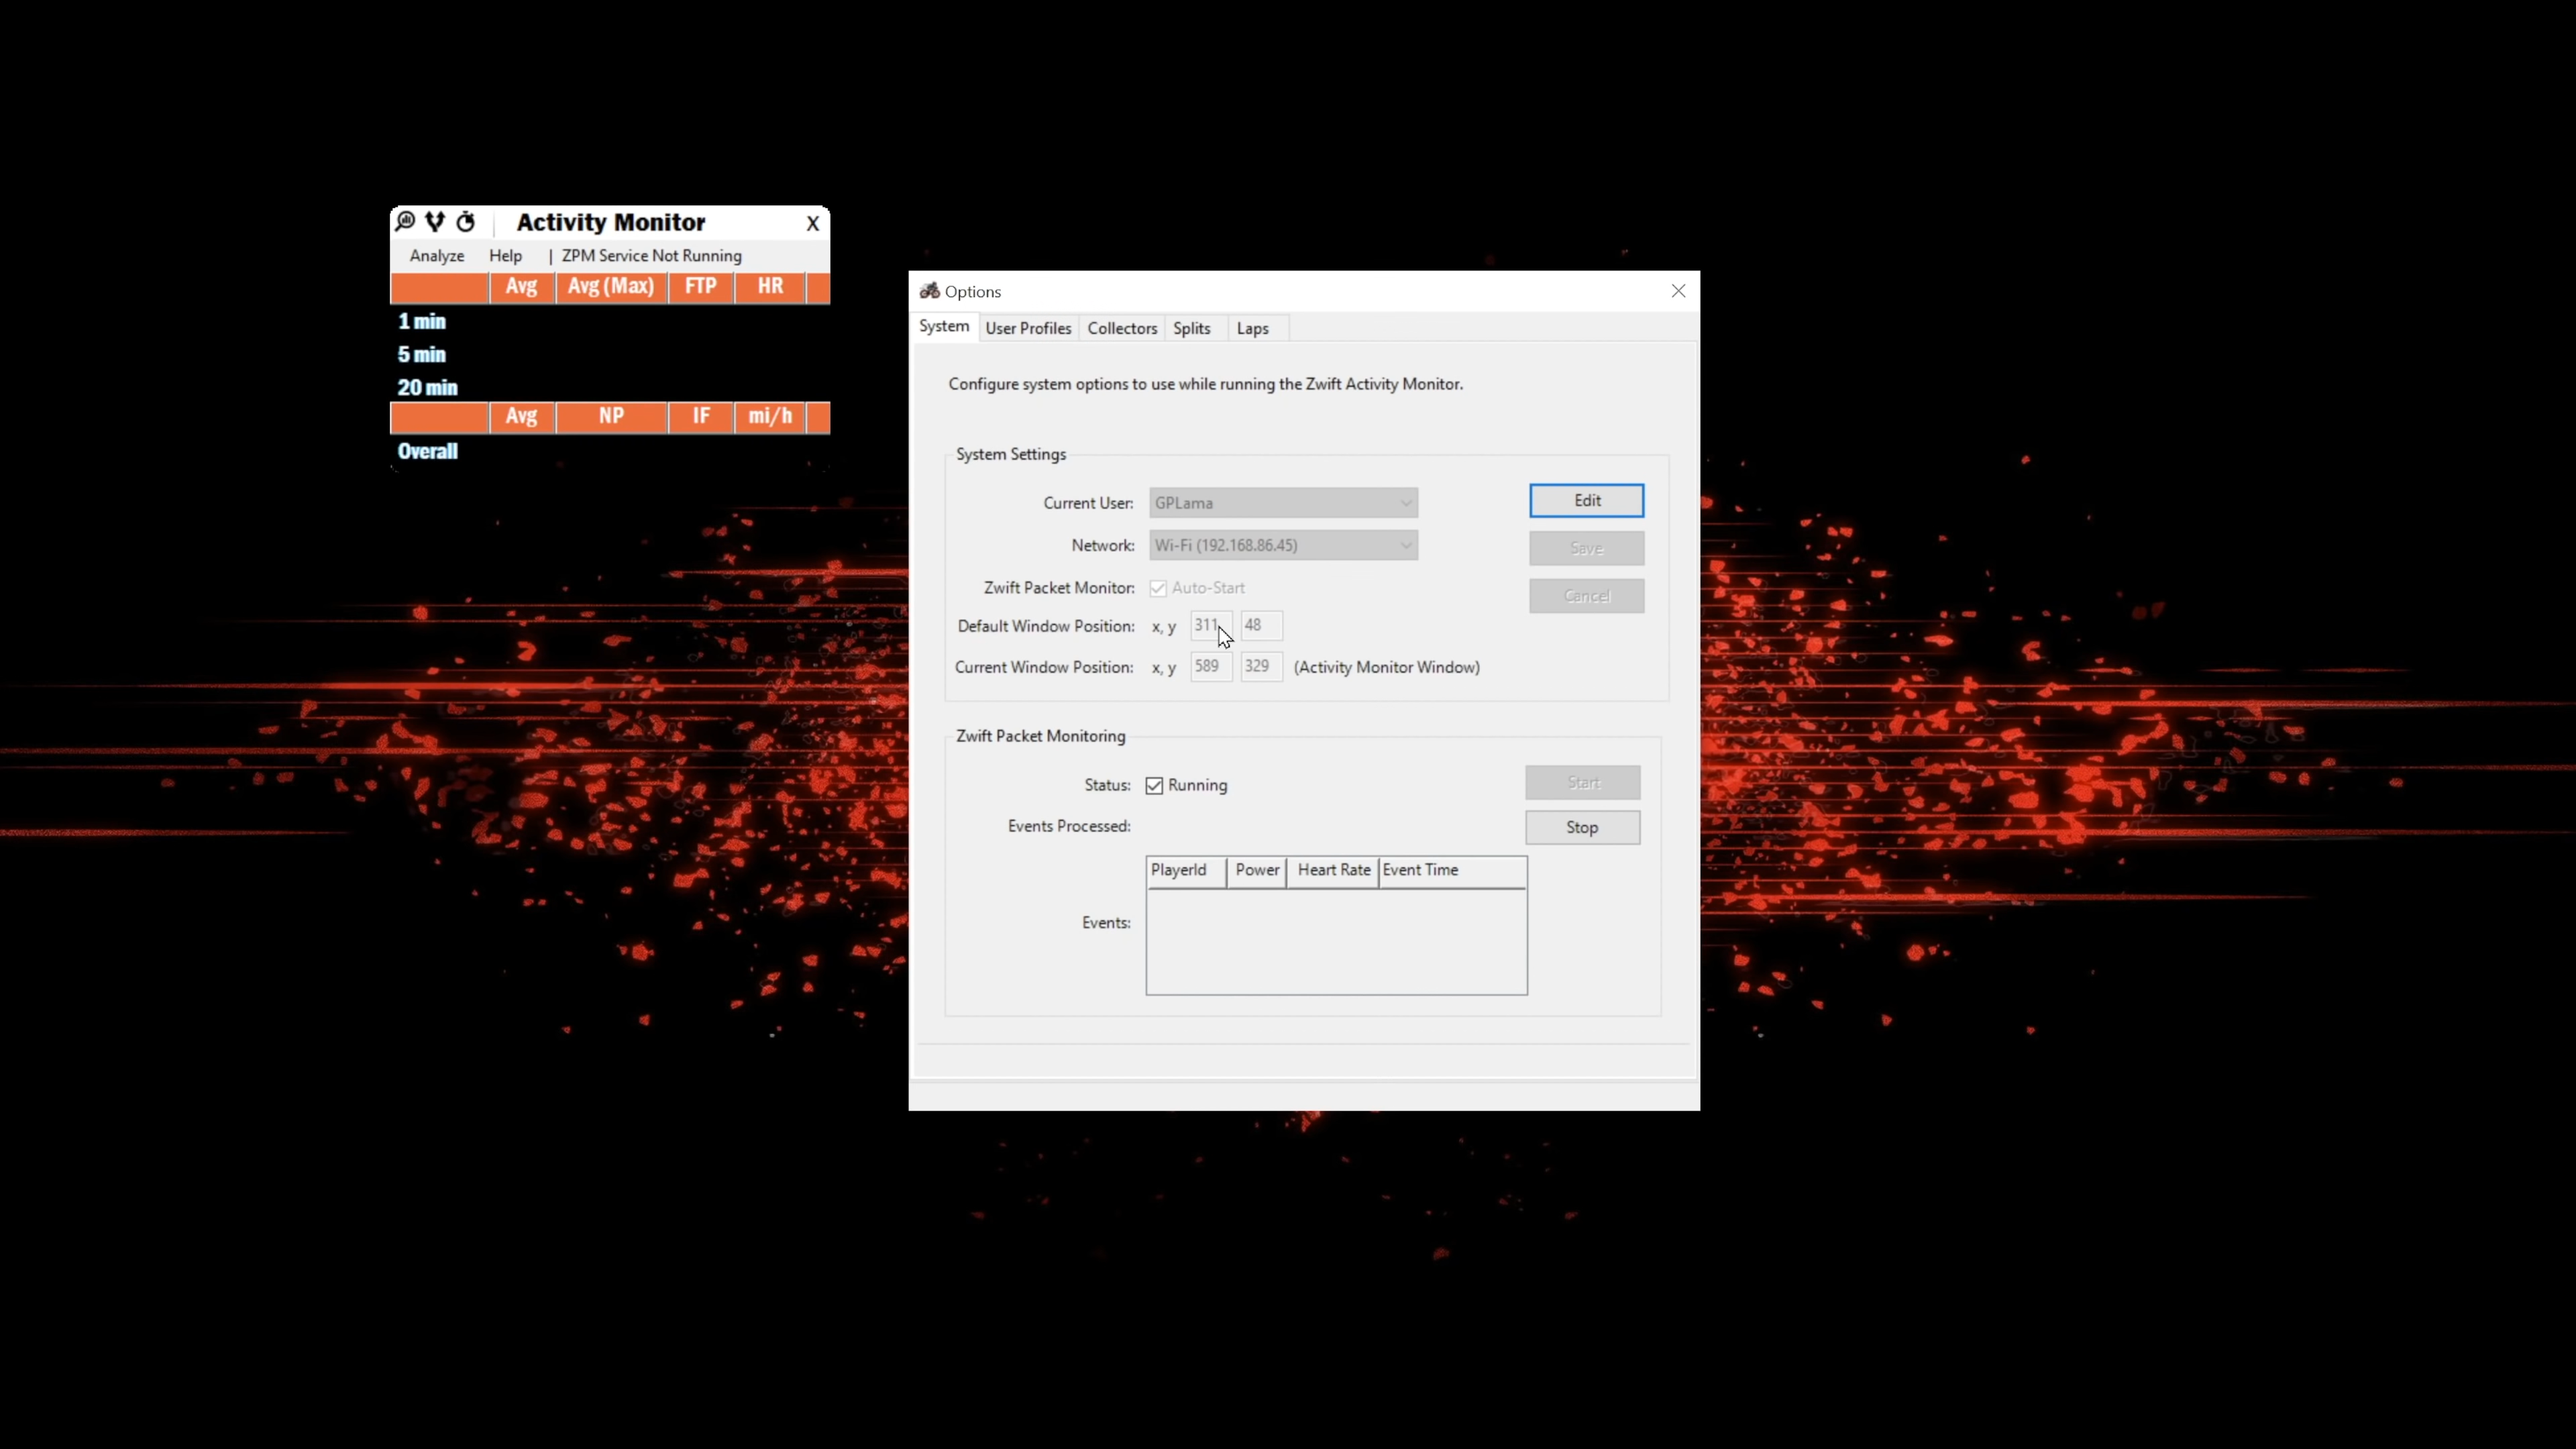 Activity Monitor X
Analyze Help | ZPM Service Not Running
Avg Avg (Max) FTP HR
1 min
5 min
20 min
Avg NP IF mi/h
Overall
Options
System User Profiles Collectors Splits Laps
Configure system options to use while running the Zwift Activity Monitor.
System Settings
Current User: GPLama Edit
Network: Wi-Fi (192.168.86.45) Save
Zwift Packet Monitor: Auto-Start Cancel
Default Window Position: x, y 311 48
Current Window Position: x, y 589 329 (Activity Monitor Window)
Zwift Packet Monitoring
Status: Running Start
Events Processed: Stop
PlayerId Power Heart Rate Event Time
Events: